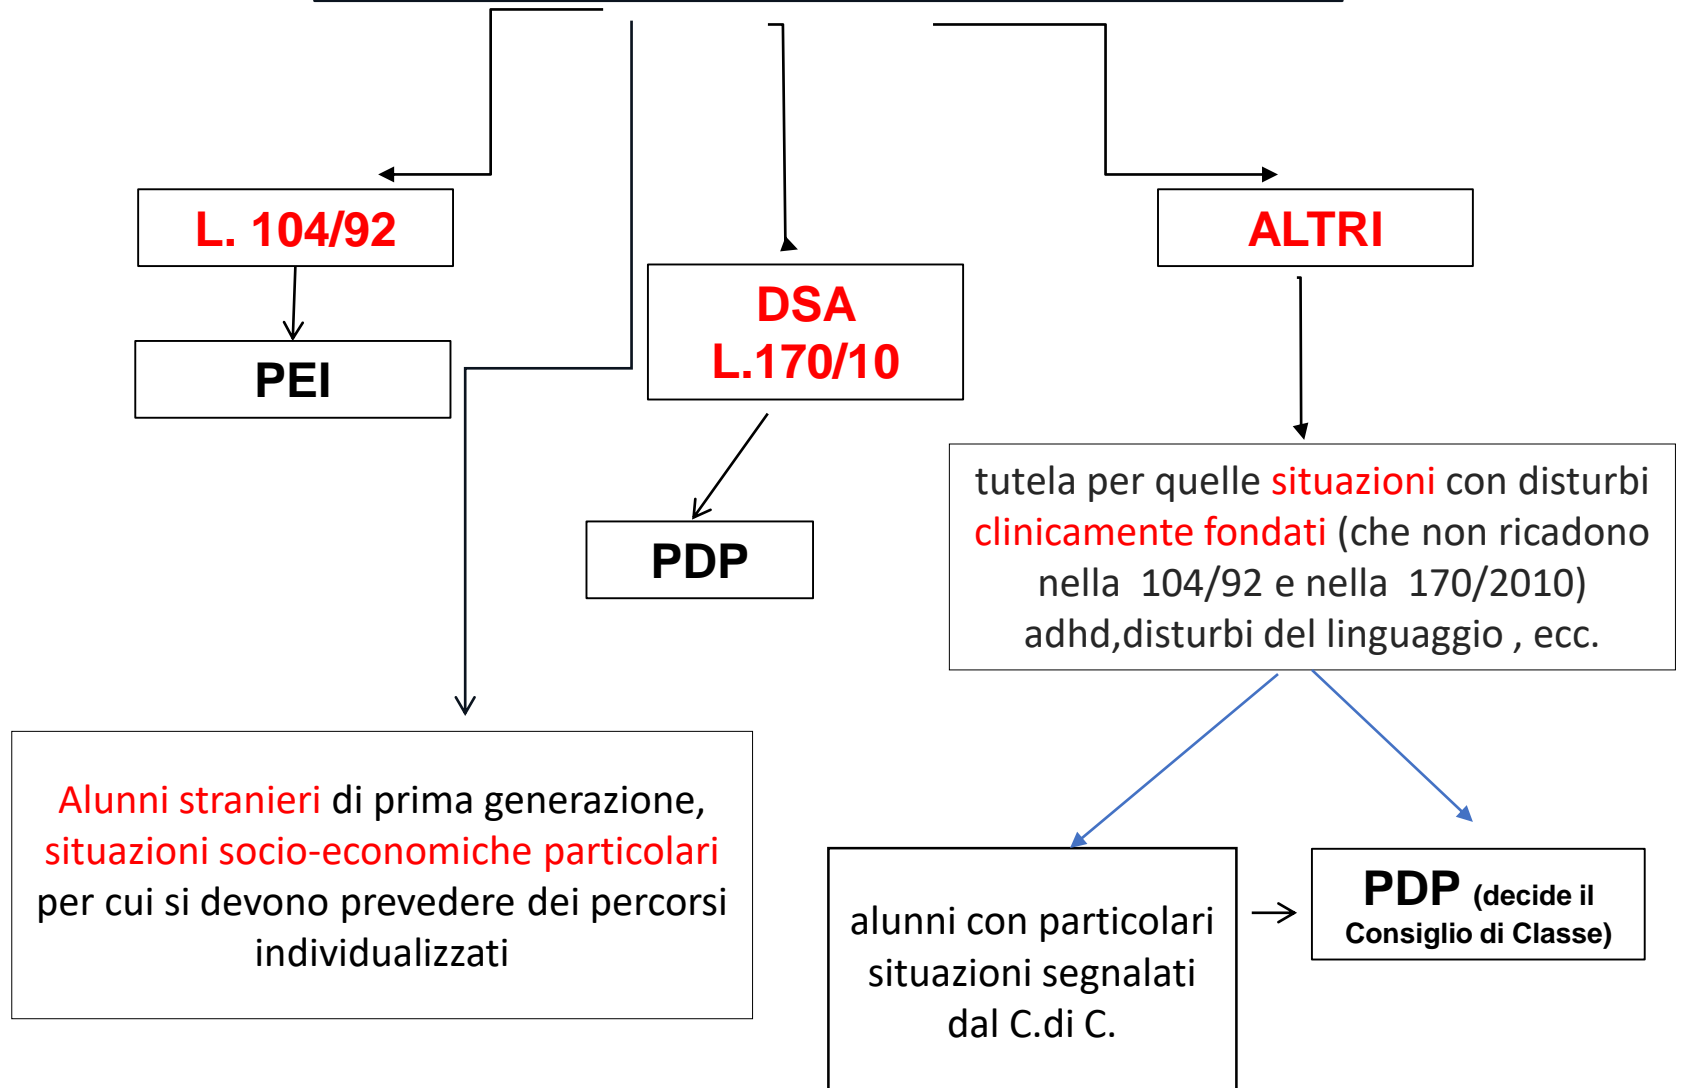 L. 104/92
ALTRI
DSA
L.170/10
PEI
tutela per quelle situazioni con disturbi
clinicamente fondati (che non ricadono
nella 104/92 e nella 170/2010)
adhd,disturbi del linguaggio , ecc.
PDP
Alunni stranieri di prima generazione,
situazioni socio-economiche particolari
per cui si devono prevedere dei percorsi
individualizzati
alunni con particolari
situazioni segnalati
dal C.di C.
PDP (decide il
Consiglio di Classe)